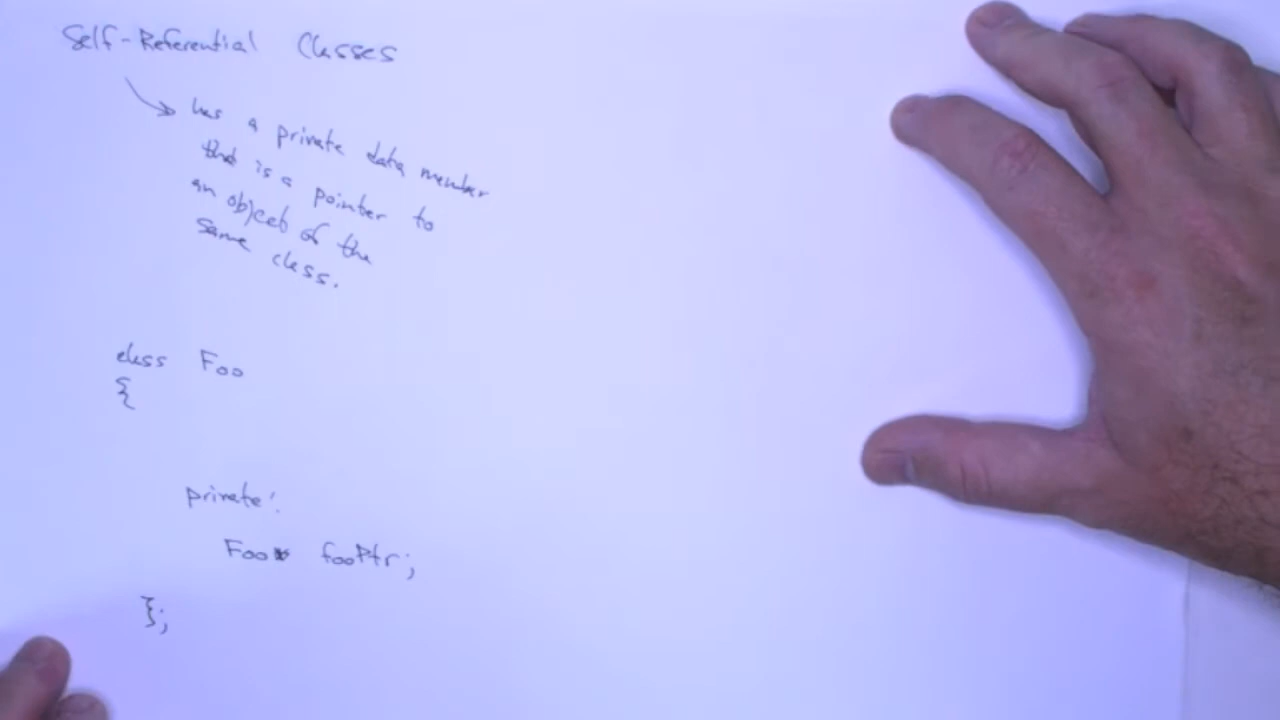 Self-Referential Classes
has a private data member
that is a pointer to
an object of the
same class.
class Foo
{
private:
Foo* fooPtr;
};